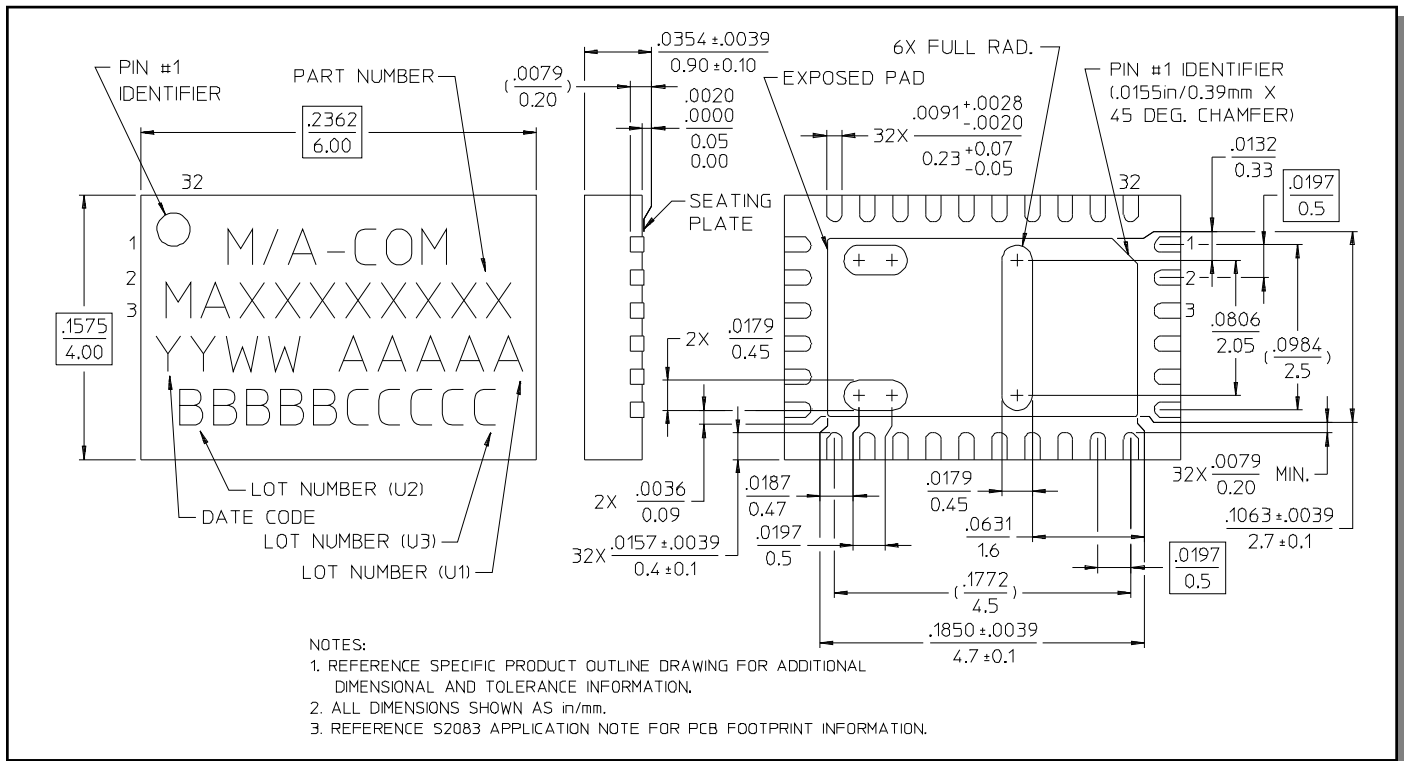 PIN #1
IDENTIFIER
PART NUMBER
.2362
6.00
32
1
2
3
.1575
4.00
M/A-COM
MAXXXXXXXXX
YYWW AAAAA
BBBBBCCCCC
LOT NUMBER (U2)
DATE CODE
LOT NUMBER (U3)
LOT NUMBER (U1)
.0354 ±.0039
0.90 ±0.10
(.0079
0.20)
.0020
.0000
0.05
0.00
SEATING
PLATE
EXPOSED PAD
6X FULL RAD.
32X .0091 +.0028
-.0020
0.23 +0.07
-0.05
PIN #1 IDENTIFIER
(.0155in/0.39mm X
45 DEG. CHAMFER)
.0132
0.33
.0197
0.5
32
1
2
3
.0806
2.05
(.0984
2.5)
2X .0179
0.45
2X .0036
0.09
32X .0157 ±.0039
0.4 ±0.1
.0187
0.47
.0197
0.5
.0179
0.45
.0631
1.6
32X .0079 MIN.
0.20
.1063 ±.0039
2.7 ±0.1
.0197
0.5
(.1772
4.5)
.1850 ±.0039
4.7 ±0.1
NOTES:
1. REFERENCE SPECIFIC PRODUCT OUTLINE DRAWING FOR ADDITIONAL
DIMENSIONAL AND TOLERANCE INFORMATION.
2. ALL DIMENSIONS SHOWN AS in/mm.
3. REFERENCE S2083 APPLICATION NOTE FOR PCB FOOTPRINT INFORMATION.